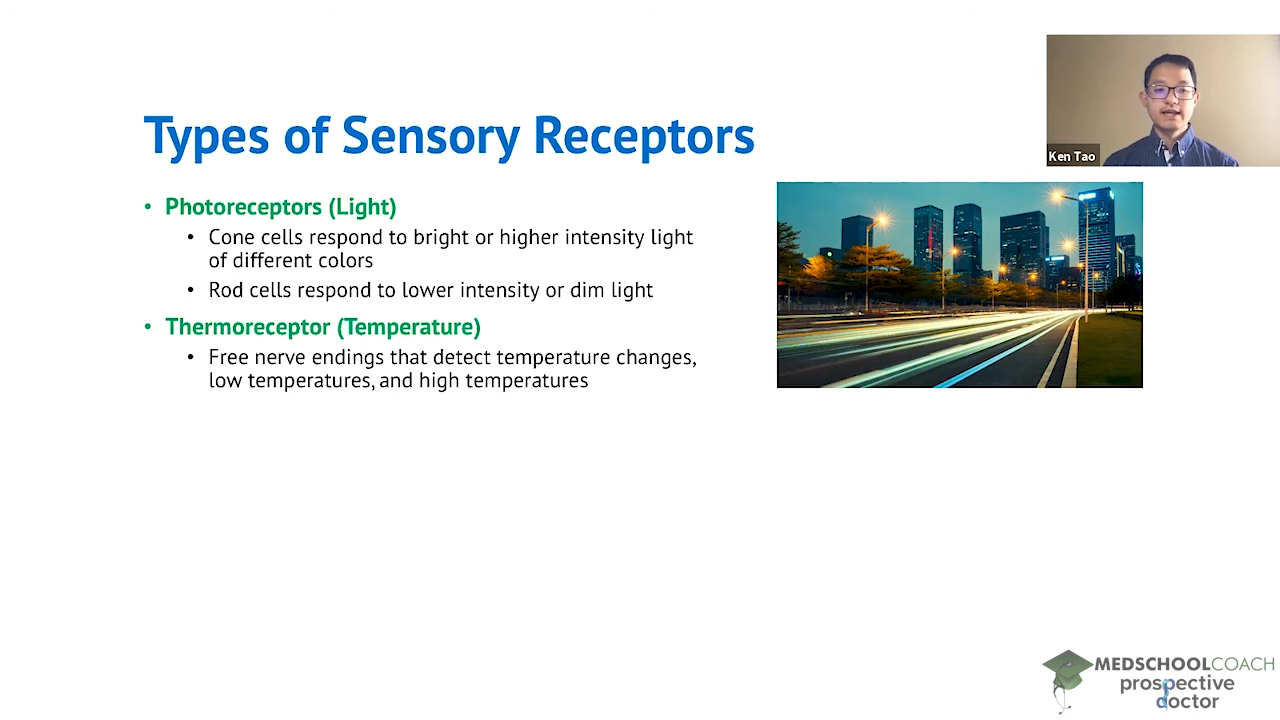 Types of Sensory Receptors
Ken Tao
• Photoreceptors (Light)
• Cone cells respond to bright or higher intensity light
of different colors
• Rod cells respond to lower intensity or dim light
• Thermoreceptor (Temperature)
• Free nerve endings that detect temperature changes,
low temperatures, and high temperatures
MEDSCHOOLCOACH
prospective
doctor